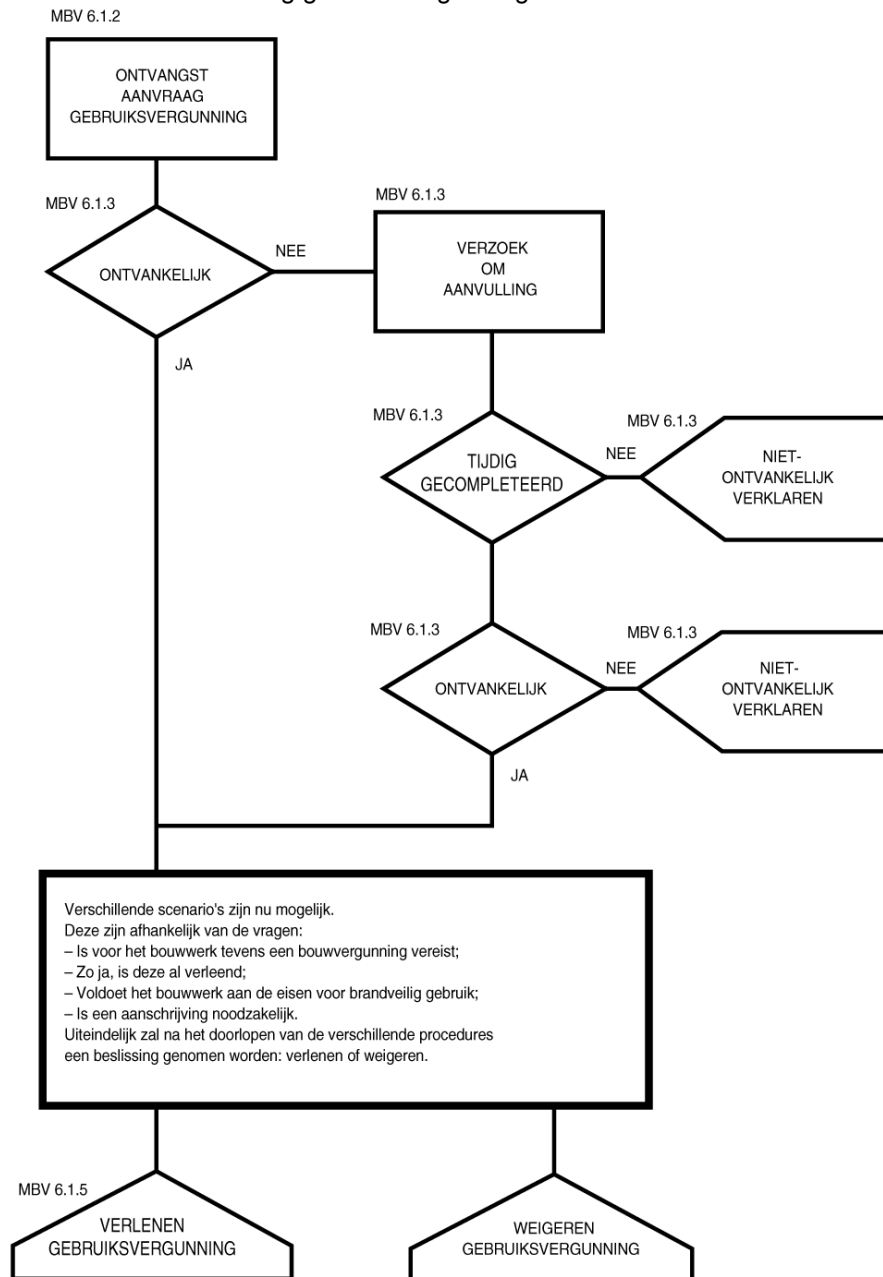 MBV 6.1.2
ONTVANGST
AANVRAAG
GEBRUIKSVERGUNNING
MBV 6.1.3
ONTVANKELIJK
NEE
JA
MBV 6.1.3
VERZOEK
OM
AANVULLING
MBV 6.1.3
TIJDIG
GECOMPLETEERD
NEE
MBV 6.1.3
NIET-
ONTVANKELIJK
VERKLAREN
MBV 6.1.3
ONTVANKELIJK
NEE
MBV 6.1.3
NIET-
ONTVANKELIJK
VERKLAREN
JA
Verschillende scenario's zijn nu mogelijk.
Deze zijn afhankelijk van de vragen:
– Is voor het bouwwerk tevens een bouwvergunning vereist;
– Zo ja, is deze al verleend;
– Voldoet het bouwwerk aan de eisen voor brandveilig gebruik;
– Is een aanschrijving noodzakelijk.
Uiteindelijk zal na het doorlopen van de verschillende procedures
een beslissing genomen worden: verlenen of weigeren.
MBV 6.1.5
VERLENEN
GEBRUIKSVERGUNNING
WEIGEREN
GEBRUIKSVERGUNNING